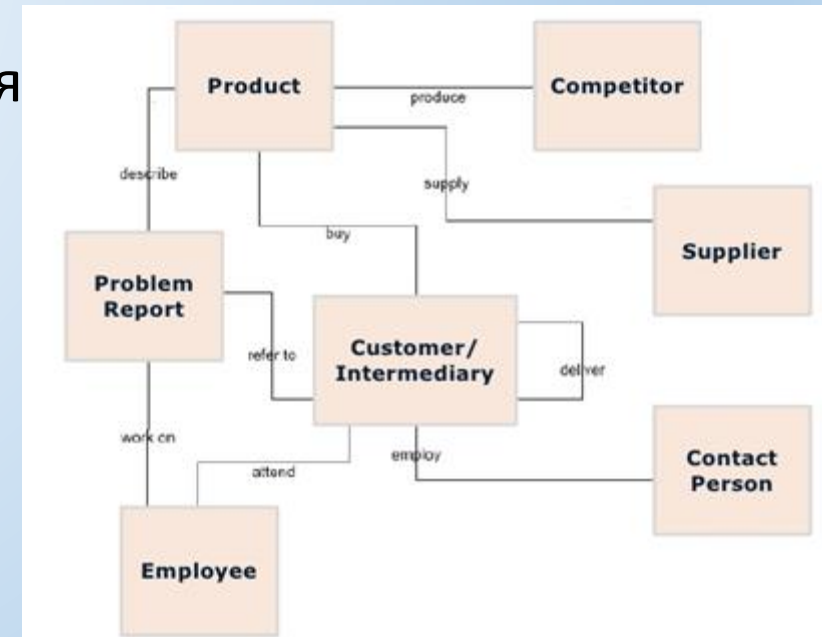 я
Product
Competitor
produce
describe
supply
buy
Supplier
Problem
Report
refer to
Customer/
Intermediary
deliver
work on
attend
employ
Contact
Person
Employee